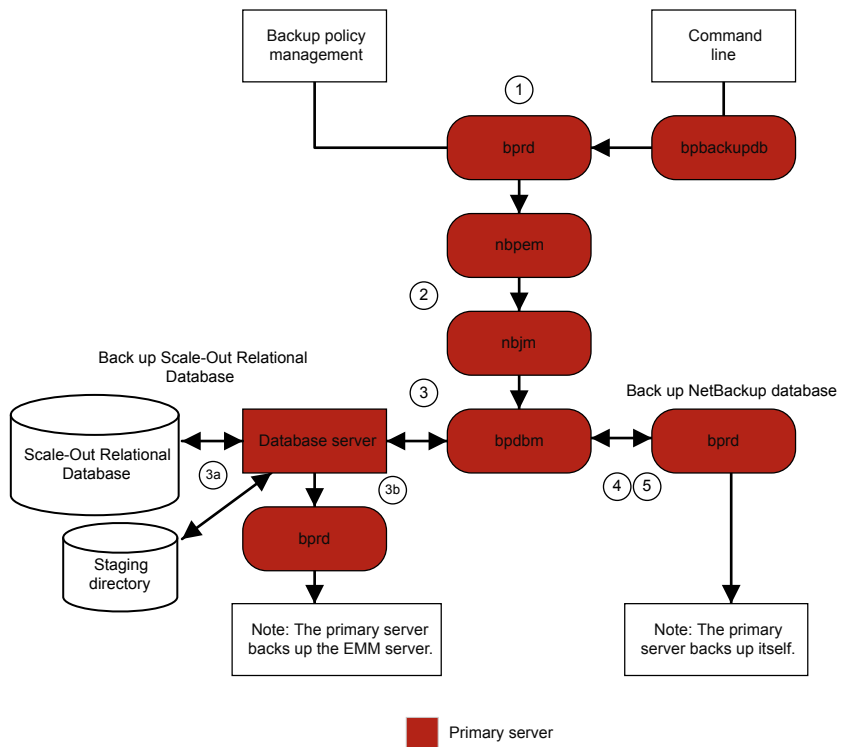 Backup policy
management
Command
line
1
bprd
bpbackupdb
nbpem
2
nbjm
Back up Scale-Out Relational
Database
3
Back up NetBackup database
Scale-Out Relational
Database
Database server
bpdbm
bprd
3a
3b
4
5
bprd
Staging
directory
Note: The primary server
backs up the EMM server.
Note: The primary
server backs up itself.
Primary server